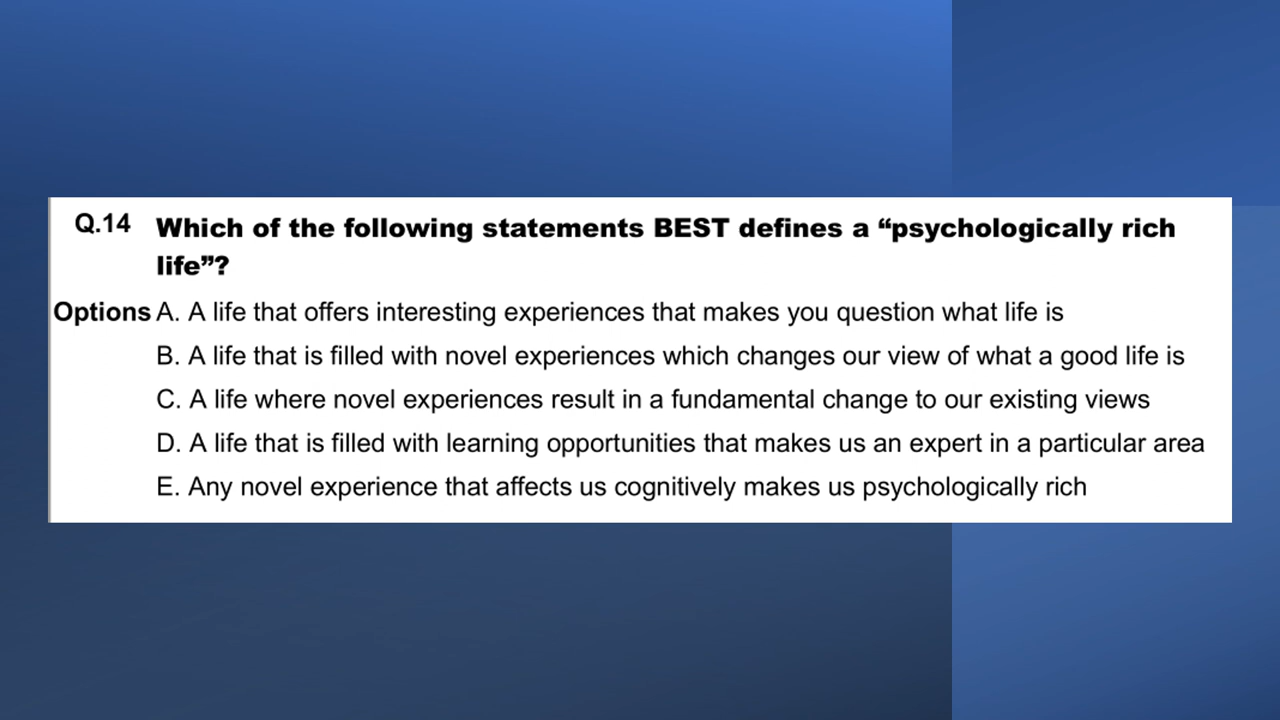 Q.14 Which of the following statements BEST defines a “psychologically rich
life”?
Options A. A life that offers interesting experiences that makes you question what life is
B. A life that is filled with novel experiences which changes our view of what a good life is
C. A life where novel experiences result in a fundamental change to our existing views
D. A life that is filled with learning opportunities that makes us an expert in a particular area
E. Any novel experience that affects us cognitively makes us psychologically rich